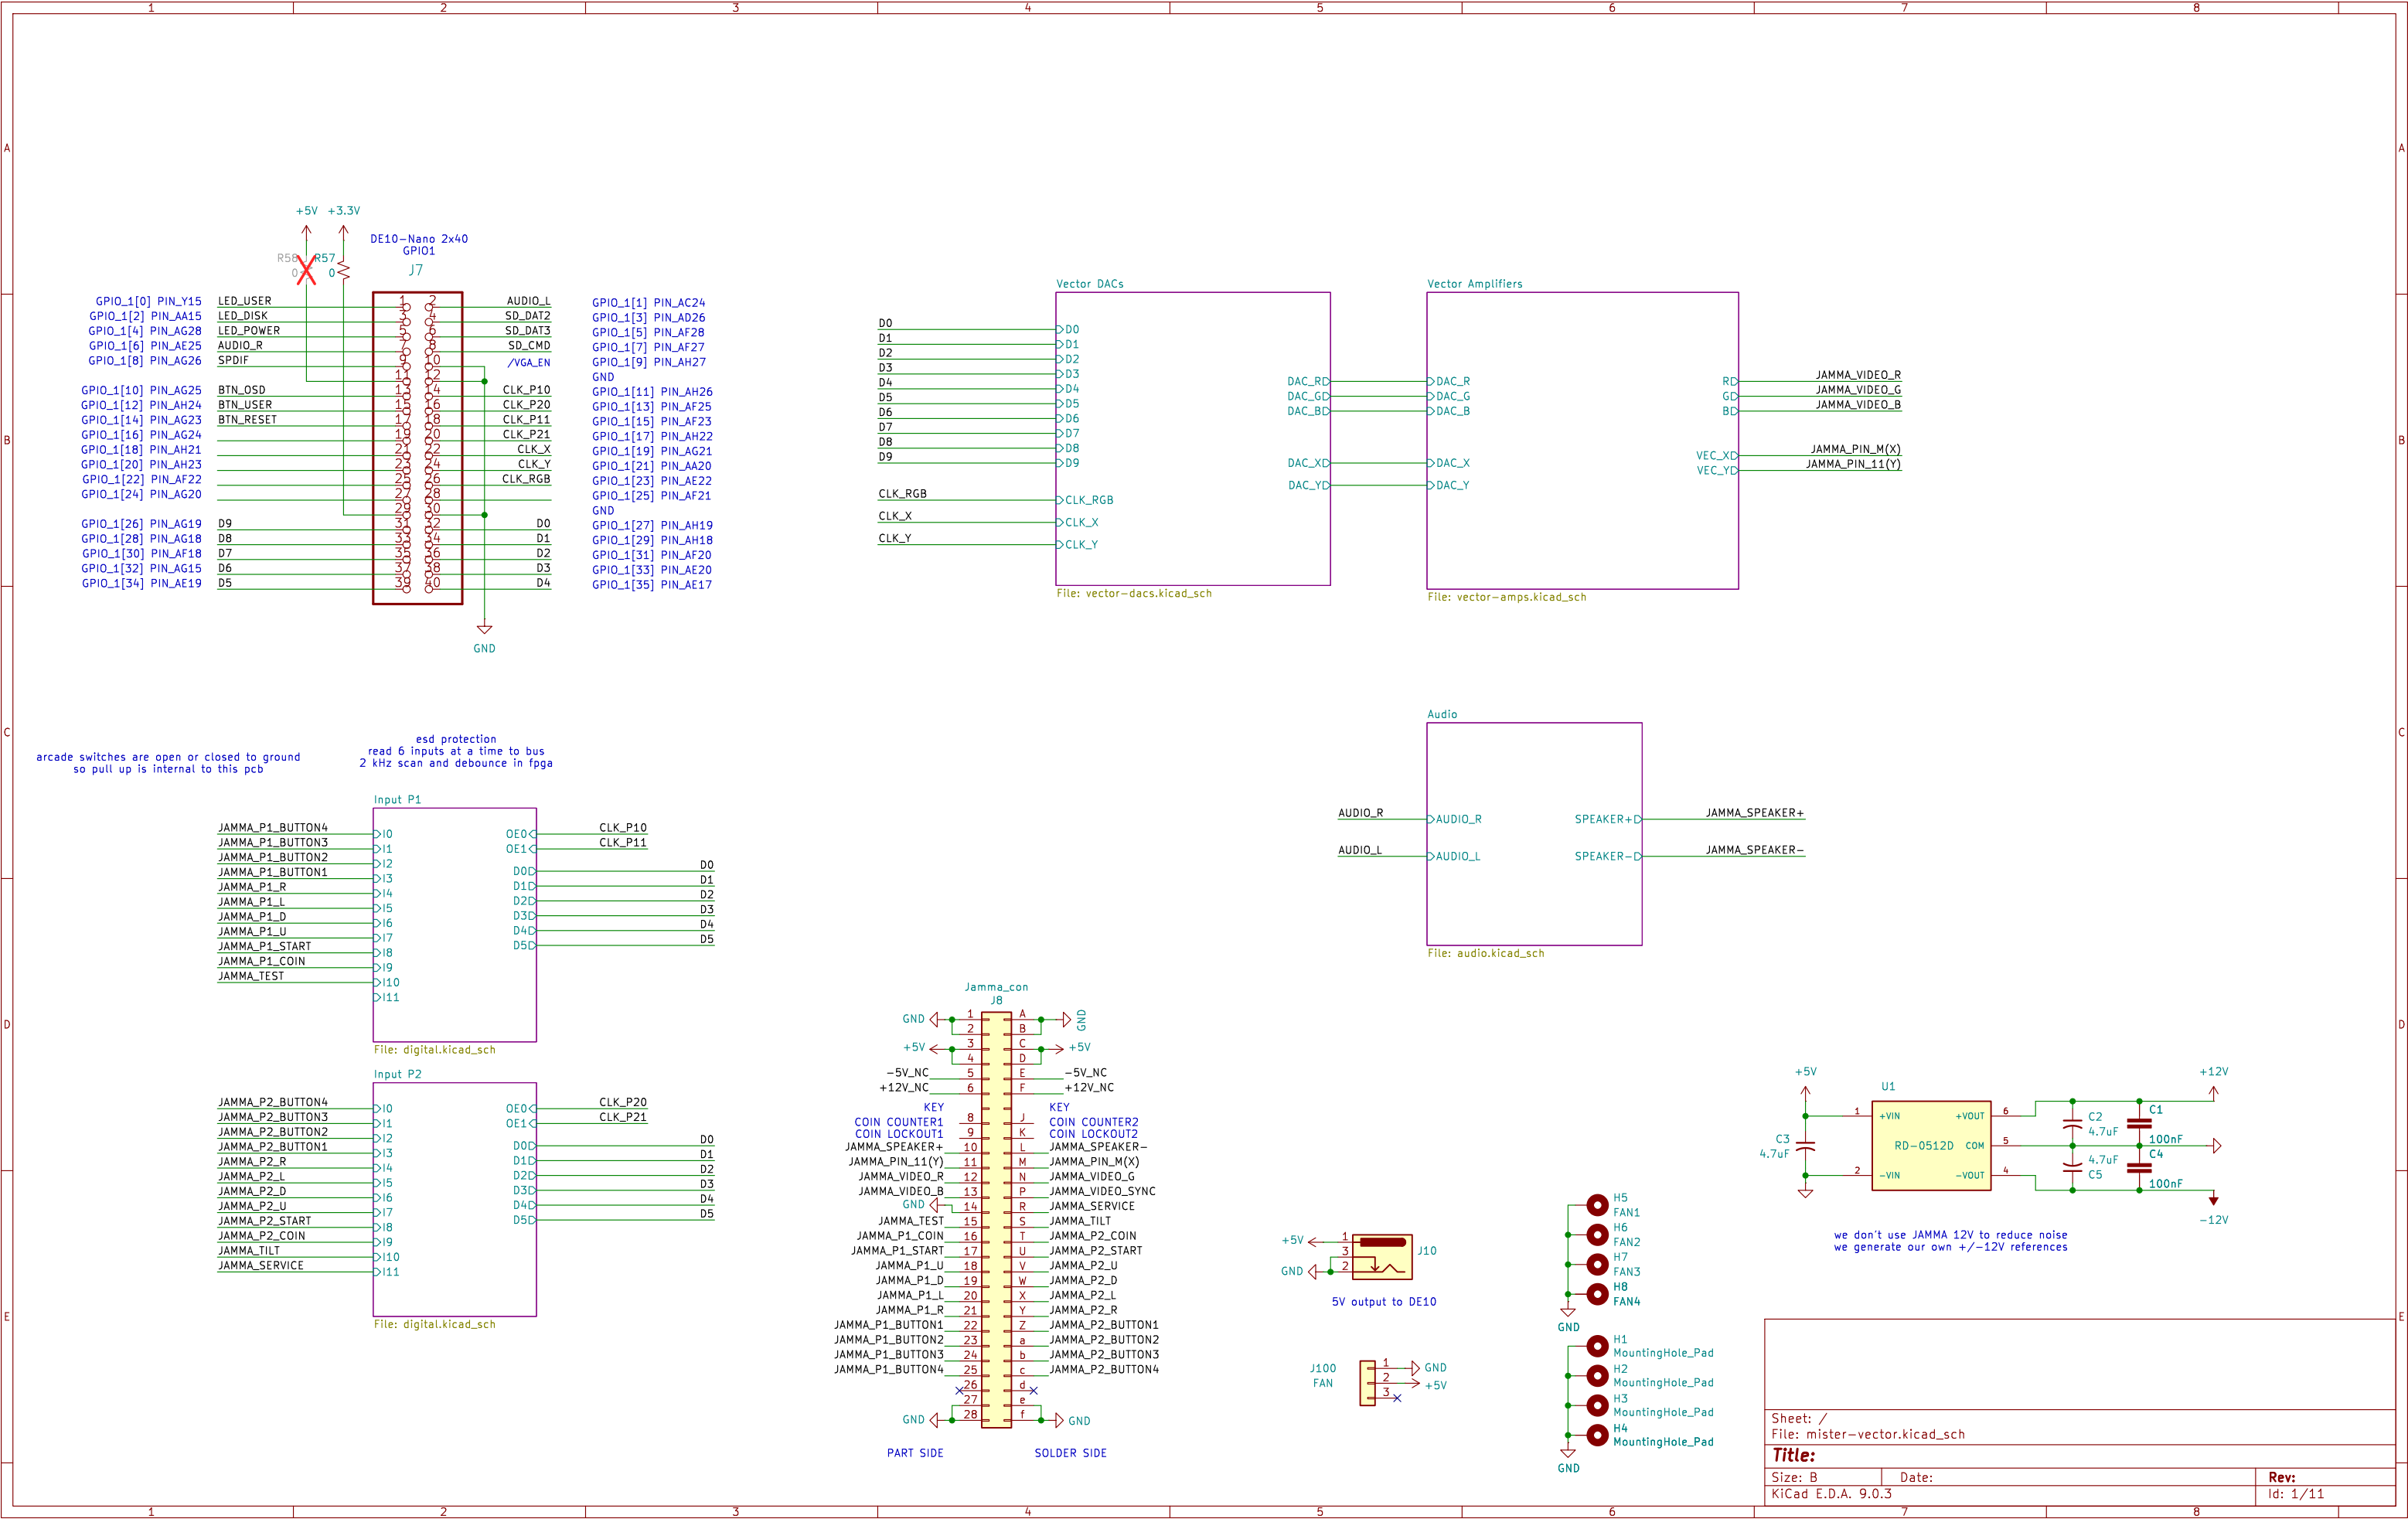 1 2 3 4 5 6 7 8
A A
B B
C C
D D
E E
+5V +3.3V
DE10-Nano 2x40
GPIO1
R58 R57
0 0
J7
GPIO_1[0] PIN_Y15 LED_USER 1 2 AUDIO_L GPIO_1[1] PIN_AC24
GPIO_1[2] PIN_AA15 LED_DISK 3 4 SD_DAT2 GPIO_1[3] PIN_AD26
GPIO_1[4] PIN_AG28 LED_POWER 5 6 SD_DAT3 GPIO_1[5] PIN_AF28
GPIO_1[6] PIN_AE25 AUDIO_R 7 8 SD_CMD GPIO_1[7] PIN_AF27
GPIO_1[8] PIN_AG26 SPDIF 9 10 /VGA_EN GPIO_1[9] PIN_AH27
11 12 GND
GPIO_1[10] PIN_AG25 BTN_OSD 13 14 CLK_P10 GPIO_1[11] PIN_AH26
GPIO_1[12] PIN_AH24 BTN_USER 15 16 CLK_P20 GPIO_1[13] PIN_AF25
GPIO_1[14] PIN_AG23 BTN_RESET 17 18 CLK_P11 GPIO_1[15] PIN_AF23
GPIO_1[16] PIN_AG24 19 20 CLK_P21 GPIO_1[17] PIN_AH22
GPIO_1[18] PIN_AH21 21 22 CLK_X GPIO_1[19] PIN_AG21
GPIO_1[20] PIN_AH23 23 24 CLK_Y GPIO_1[21] PIN_AA20
GPIO_1[22] PIN_AF22 25 26 CLK_RGB GPIO_1[23] PIN_AE22
GPIO_1[24] PIN_AG20 27 28 GPIO_1[25] PIN_AF21
29 30 GND
GPIO_1[26] PIN_AG19 D9 31 32 D0 GPIO_1[27] PIN_AH19
GPIO_1[28] PIN_AG18 D8 33 34 D1 GPIO_1[29] PIN_AH18
GPIO_1[30] PIN_AF18 D7 35 36 D2 GPIO_1[31] PIN_AF20
GPIO_1[32] PIN_AG15 D6 37 38 D3 GPIO_1[33] PIN_AE20
GPIO_1[34] PIN_AE19 D5 39 40 D4 GPIO_1[35] PIN_AE17
GND
Vector DACs
D0 D0
D1 D1
D2 D2
D3 D3
D4 D4 DAC_R
D5 D5 DAC_G
D6 D6 DAC_B
D7 D7
D8 D8
D9 D9 DAC_X
DAC_Y
CLK_RGB CLK_RGB
CLK_X CLK_X
CLK_Y CLK_Y
File: vector-dacs.kicad_sch
Vector Amplifiers
DAC_R R JAMMA_VIDEO_R
DAC_G G JAMMA_VIDEO_G
DAC_B B JAMMA_VIDEO_B
DAC_X VEC_X JAMMA_PIN_M(X)
DAC_Y VEC_Y JAMMA_PIN_11(Y)
File: vector-amps.kicad_sch
arcade switches are open or closed to ground
so pull up is internal to this pcb
esd protection
read 6 inputs at a time to bus
2 kHz scan and debounce in fpga
Audio
AUDIO_R AUDIO_R SPEAKER+ JAMMA_SPEAKER+
AUDIO_L AUDIO_L SPEAKER- JAMMA_SPEAKER-
File: audio.kicad_sch
Input P1
JAMMA_P1_BUTTON4 I0 OE0 CLK_P10
JAMMA_P1_BUTTON3 I1 OE1 CLK_P11
JAMMA_P1_BUTTON2 I2 D0 D0
JAMMA_P1_BUTTON1 I3 D1 D1
JAMMA_P1_R I4 D2 D2
JAMMA_P1_L I5 D3 D3
JAMMA_P1_D I6 D4 D4
JAMMA_P1_U I7 D5 D5
JAMMA_P1_START I8
JAMMA_P1_COIN I9
JAMMA_TEST I10
I11
File: digital.kicad_sch
Input P2
JAMMA_P2_BUTTON4 I0 OE0 CLK_P20
JAMMA_P2_BUTTON3 I1 OE1 CLK_P21
JAMMA_P2_BUTTON2 I2 D0 D0
JAMMA_P2_BUTTON1 I3 D1 D1
JAMMA_P2_R I4 D2 D2
JAMMA_P2_L I5 D3 D3
JAMMA_P2_D I6 D4 D4
JAMMA_P2_U I7 D5 D5
JAMMA_P2_START I8
JAMMA_P2_COIN I9
JAMMA_TILT I10
JAMMA_SERVICE I11
File: digital.kicad_sch
Jamma_con
J8
GND 1 A GND
2 B
+5V 3 C +5V
4 D
-5V_NC 5 E -5V_NC
+12V_NC 6 F +12V_NC
KEY KEY
COIN COUNTER1 8 J COIN COUNTER2
COIN LOCKOUT1 9 K COIN LOCKOUT2
JAMMA_SPEAKER+ 10 L JAMMA_SPEAKER-
JAMMA_PIN_11(Y) 11 M JAMMA_PIN_M(X)
JAMMA_VIDEO_R 12 N JAMMA_VIDEO_G
JAMMA_VIDEO_B 13 P JAMMA_VIDEO_SYNC
GND 14 R JAMMA_SERVICE
JAMMA_TEST 15 S JAMMA_TILT
JAMMA_P1_COIN 16 T JAMMA_P2_COIN
JAMMA_P1_START 17 U JAMMA_P2_START
JAMMA_P1_U 18 V JAMMA_P2_U
JAMMA_P1_D 19 W JAMMA_P2_D
JAMMA_P1_L 20 X JAMMA_P2_L
JAMMA_P1_R 21 Y JAMMA_P2_R
JAMMA_P1_BUTTON1 22 Z JAMMA_P2_BUTTON1
JAMMA_P1_BUTTON2 23 a JAMMA_P2_BUTTON2
JAMMA_P1_BUTTON3 24 b JAMMA_P2_BUTTON3
JAMMA_P1_BUTTON4 25 c JAMMA_P2_BUTTON4
26 d
27 e
GND 28 f GND
PART SIDE SOLDER SIDE
+5V 1 J10
3
GND 2
5V output to DE10
J100
FAN
1 GND
2 +5V
3
H5
FAN1
H6
FAN2
H7
FAN3
H8
FAN4
GND
H1
MountingHole_Pad
H2
MountingHole_Pad
H3
MountingHole_Pad
H4
MountingHole_Pad
GND
+5V U1 +12V
1 +VIN +VOUT 6
C3
4.7uF
RD-0512D COM 5
2 -VIN -VOUT 4
C2
4.7uF
C1
100nF
4.7uF
C5
C4
100nF
-12V
we don't use JAMMA 12V to reduce noise
we generate our own +/-12V references
Sheet: /
File: mister-vector.kicad_sch
Title:
Size: B Date: Rev:
KiCad E.D.A. 9.0.3 Id: 1/11
1 2 3 4 5 6 7 8